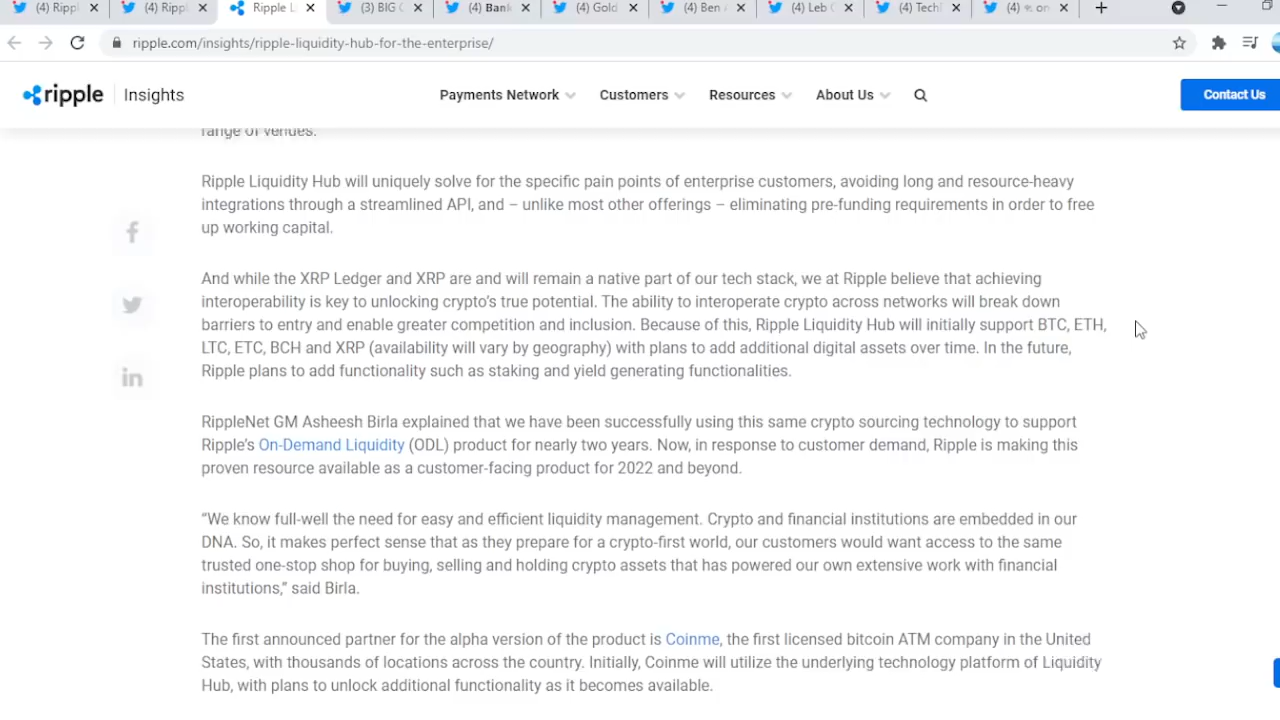 (4) Rippl
(4) Rippl
Ripple L
(3) BIG C
(4) Bank
(4) Gold
(4) Ben
(4) Leb C
(4) Tech
(4) on
ripple.com/insights/ripple-liquidity-hub-for-the-enterprise/
ripple Insights Payments Network Customers Resources About Us Contact Us
range of venues.
Ripple Liquidity Hub will uniquely solve for the specific pain points of enterprise customers, avoiding long and resource-heavy
integrations through a streamlined API, and – unlike most other offerings – eliminating pre-funding requirements in order to free
up working capital.
And while the XRP Ledger and XRP are and will remain a native part of our tech stack, we at Ripple believe that achieving
interoperability is key to unlocking crypto’s true potential. The ability to interoperate crypto across networks will break down
barriers to entry and enable greater competition and inclusion. Because of this, Ripple Liquidity Hub will initially support BTC, ETH,
LTC, ETC, BCH and XRP (availability will vary by geography) with plans to add additional digital assets over time. In the future,
Ripple plans to add functionality such as staking and yield generating functionalities.
RippleNet GM Asheesh Birla explained that we have been successfully using this same crypto sourcing technology to support
Ripple’s On-Demand Liquidity (ODL) product for nearly two years. Now, in response to customer demand, Ripple is making this
proven resource available as a customer-facing product for 2022 and beyond.
“We know full-well the need for easy and efficient liquidity management. Crypto and financial institutions are embedded in our
DNA. So, it makes perfect sense that as they prepare for a crypto-first world, our customers would want access to the same
trusted one-stop shop for buying, selling and holding crypto assets that has powered our own extensive work with financial
institutions,” said Birla.
The first announced partner for the alpha version of the product is Coinme, the first licensed bitcoin ATM company in the United
States, with thousands of locations across the country. Initially, Coinme will utilize the underlying technology platform of Liquidity
Hub, with plans to unlock additional functionality as it becomes available.